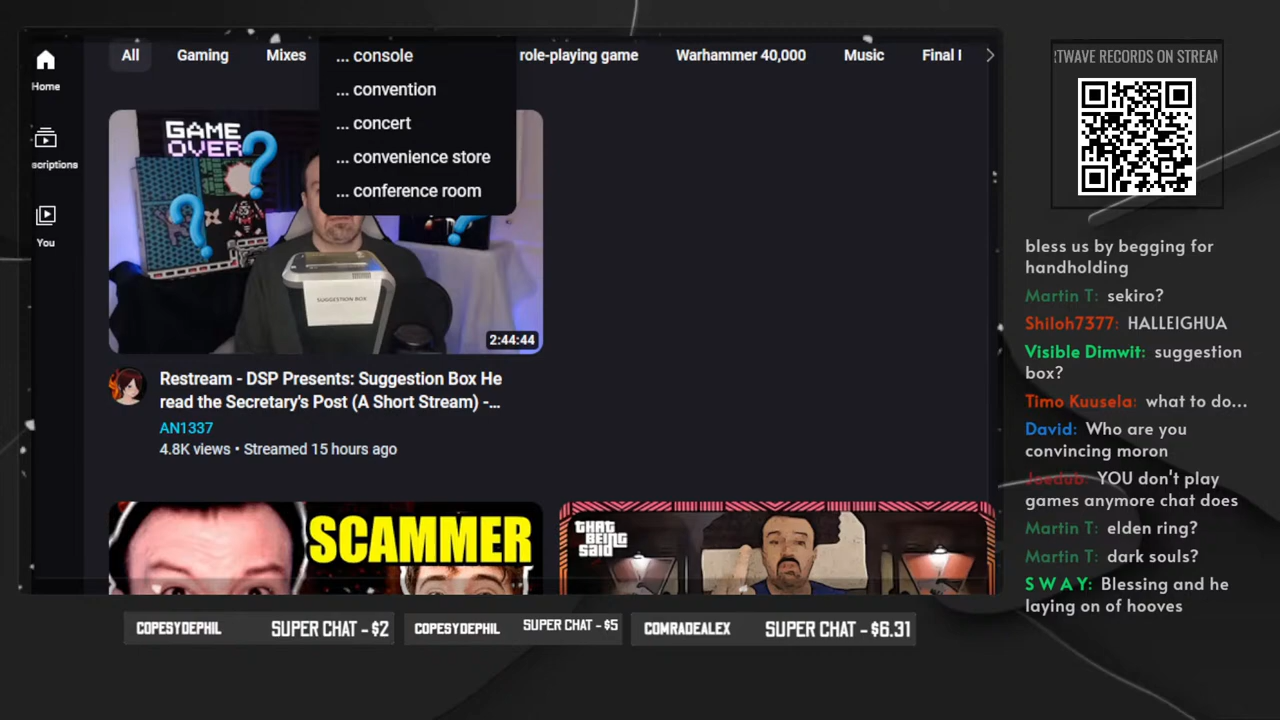 All
Gaming
Mixes
... console
... convention
... concert
... convenience store
... conference room
role-playing game
Warhammer 40,000
Music
Final
Home
scriptions
You
GAME
OVER
SUGGESTION BOX
2:44:44
Restream - DSP Presents: Suggestion Box He
read the Secretary's Post (A Short Stream) -...
AN1337
4.8K views • Streamed 15 hours ago
SCAMMER
THAT
BEING
SAID
TWAVE RECORDS ON STREAM
bless us by begging for
handholding
Martin T: sekiro?
Shiloh7377: HALLEIGHUA
Visible Dimwit: suggestion
box?
Timo Kuusela: what to do...
David: Who are you
convincing moron
Joedub: YOU don't play
games anymore chat does
Martin T: elden ring?
Martin T: dark souls?
S W A Y: Blessing and he
laying on of hooves
COPESYDEPHIL SUPER CHAT - $2
COPESYDEPHIL SUPER CHAT - $5
COMRADEALEX SUPER CHAT - $6.31